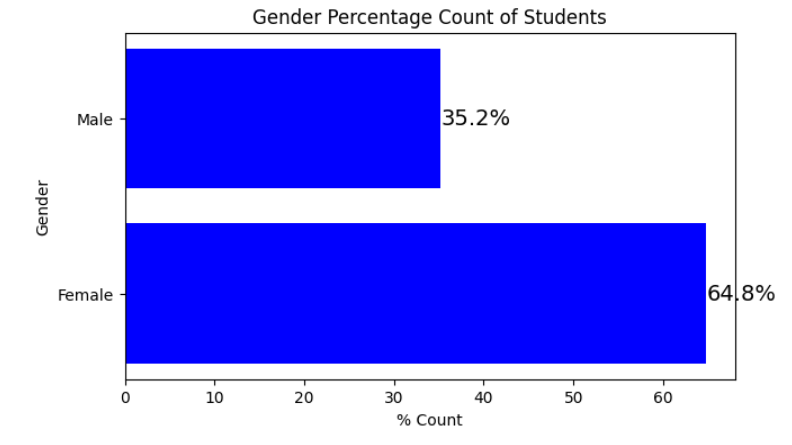 Gender Percentage Count of Students
Male
35.2%
Gender
Female
64.8%
0 10 20 30 40 50 60
% Count